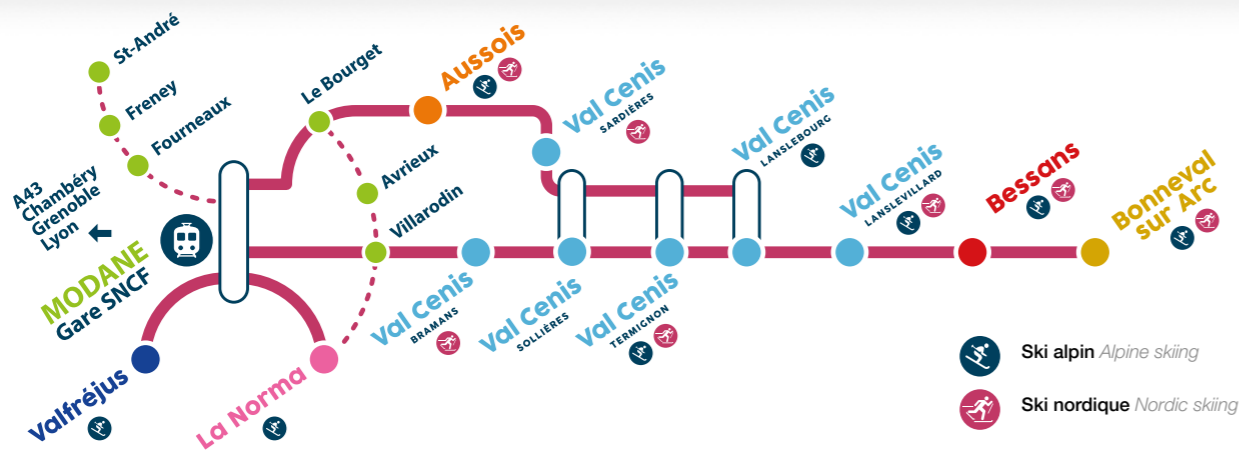 St-André
Freney
Fourneaux
Le Bourget
Aussois
Val Cenis
SARDIÈRES
Val Cenis
LANSLEBOURG
Avrieux
Villarodin
Val Cenis
LANSLEVILLARD
Bessans
Bonneval
sur Arc
A43
Chambéry
Grenoble
Lyon
MODANE
Gare SNCF
Val Cenis
BRAMANS
Val Cenis
SOLLIÈRES
Val Cenis
TERMIGNON
Valfréjus
La Norma
Ski alpin Alpine skiing
Ski nordique Nordic skiing